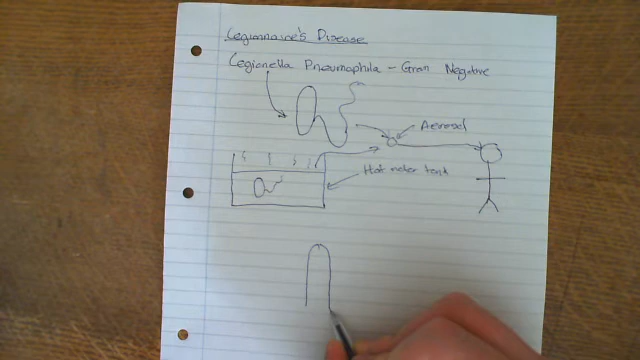 Legionnaire's Disease
Legionella Pneumophila - Gram Negative
Aerosol
Hot water tank